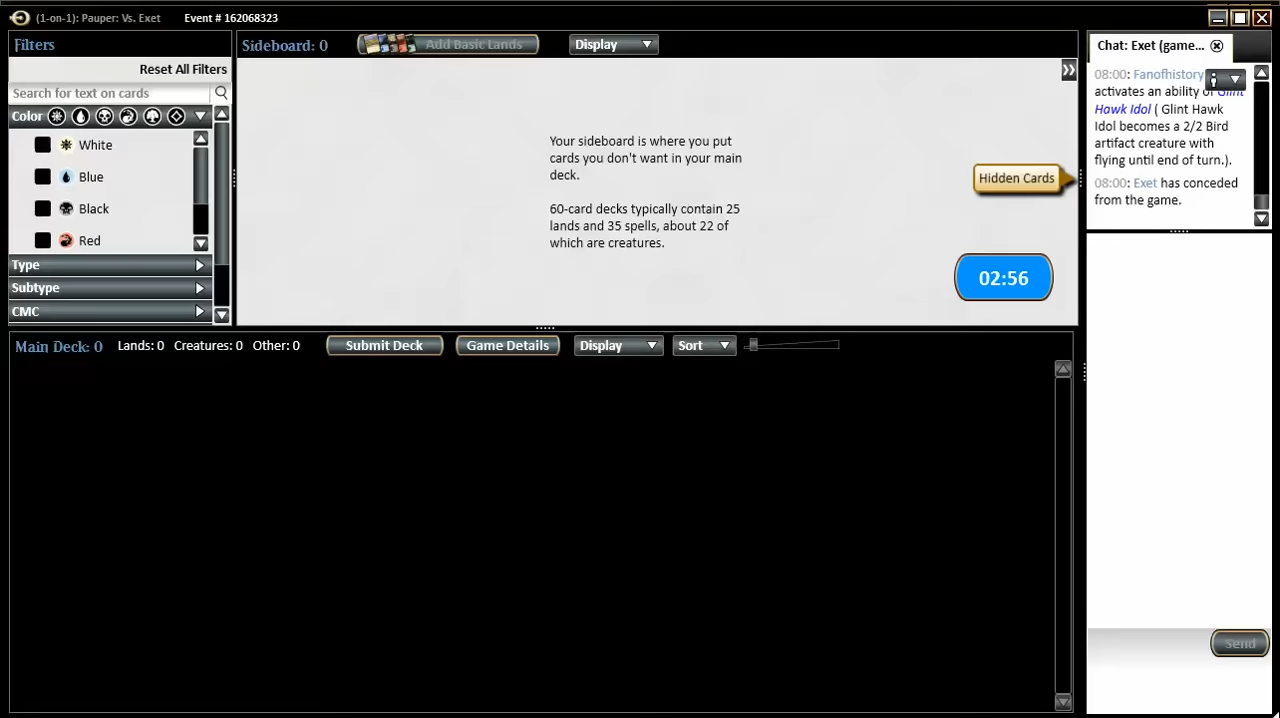 (1-on-1): Pauper: Vs. Exet Event # 162068323
Filters
Reset All Filters
Search for text on cards
Color
White
Blue
Black
Red
Type
Subtype
CMC
Sideboard: 0 Add Basic Lands Display
Your sideboard is where you put
cards you don't want in your main
deck.
60-card decks typically contain 25
lands and 35 spells, about 22 of
which are creatures.
Hidden Cards
02:56
Main Deck: 0 Lands: 0 Creatures: 0 Other: 0 Submit Deck Game Details Display Sort
Chat: Exet (game...
08:00: Fanofhistory
activates an ability of Glint
Hawk Idol ( Glint Hawk
Idol becomes a 2/2 Bird
artifact creature with
flying until end of turn.).
08:00: Exet has conceded
from the game.
Send